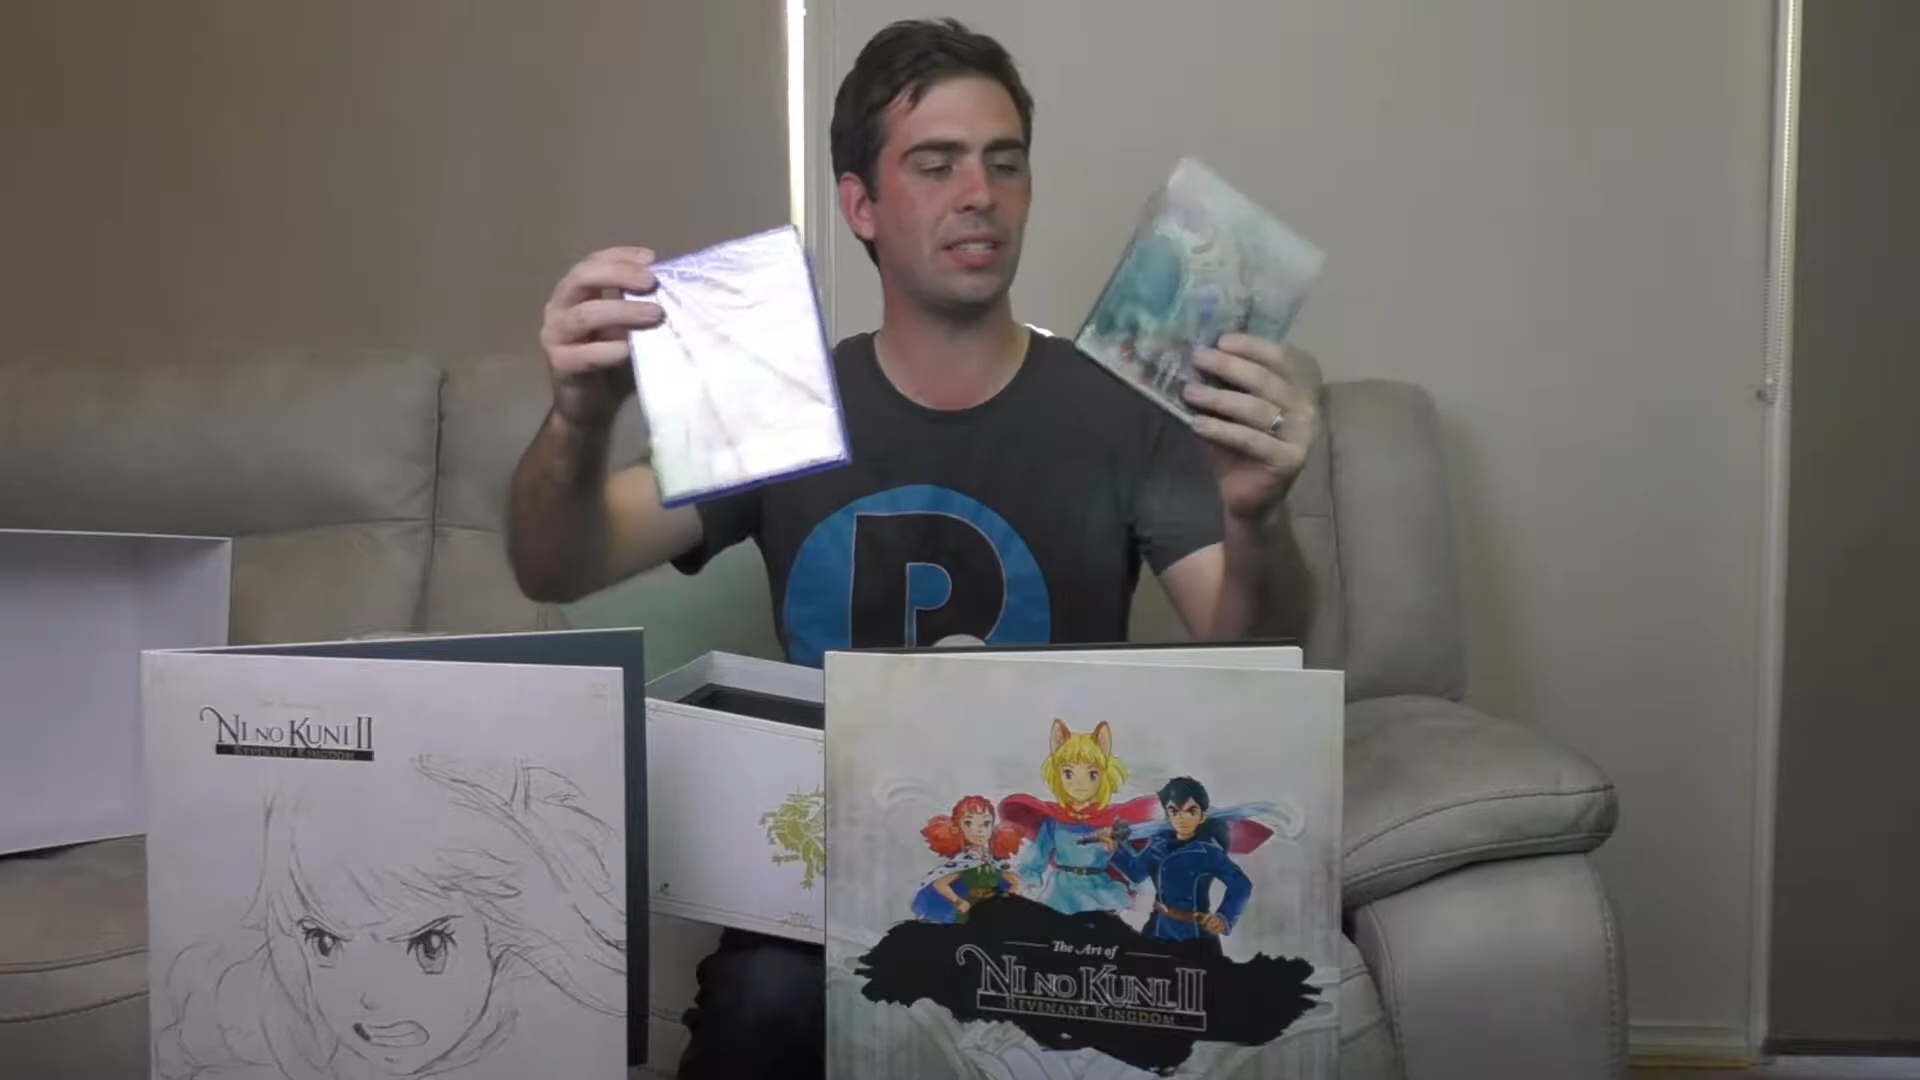 NI NO KUNI II
REVENANT KINGDOM
P
The Art of
NI NO KUNI II
REVENANT KINGDOM